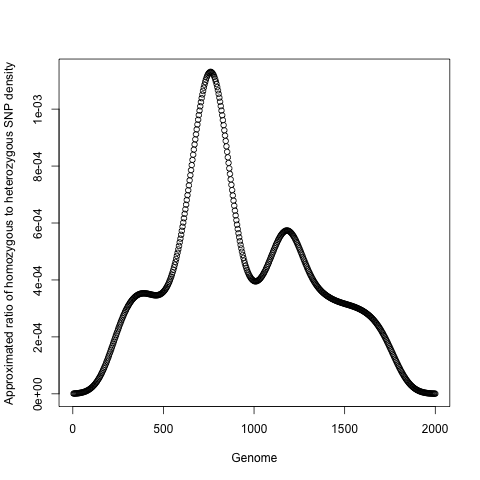 Approximated ratio of homozygous to heterozygous SNP density
1e-03
8e-04
6e-04
4e-04
2e-04
0e+00
0 500 1000 1500 2000
Genome